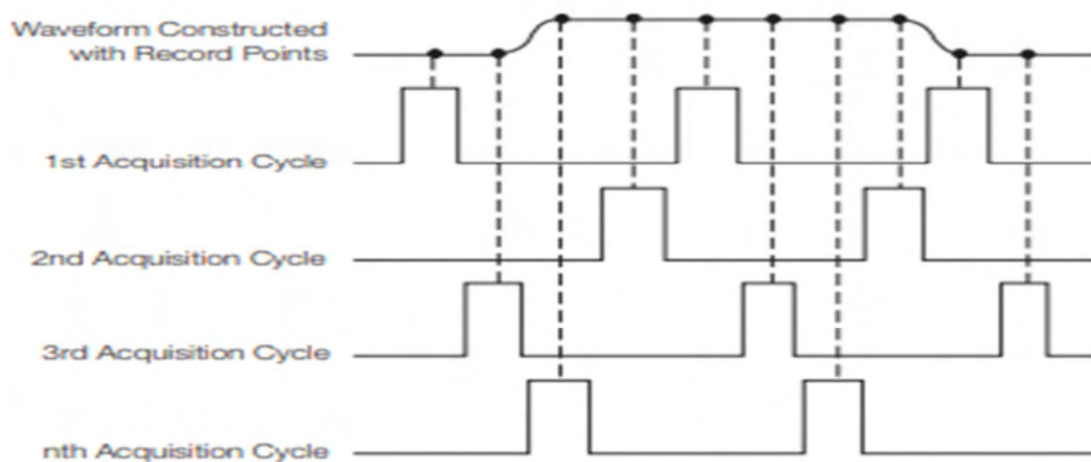 Waveform Constructed
with Record Points
1st Acquisition Cycle
2nd Acquisition Cycle
3rd Acquisition Cycle
nth Acquisition Cycle